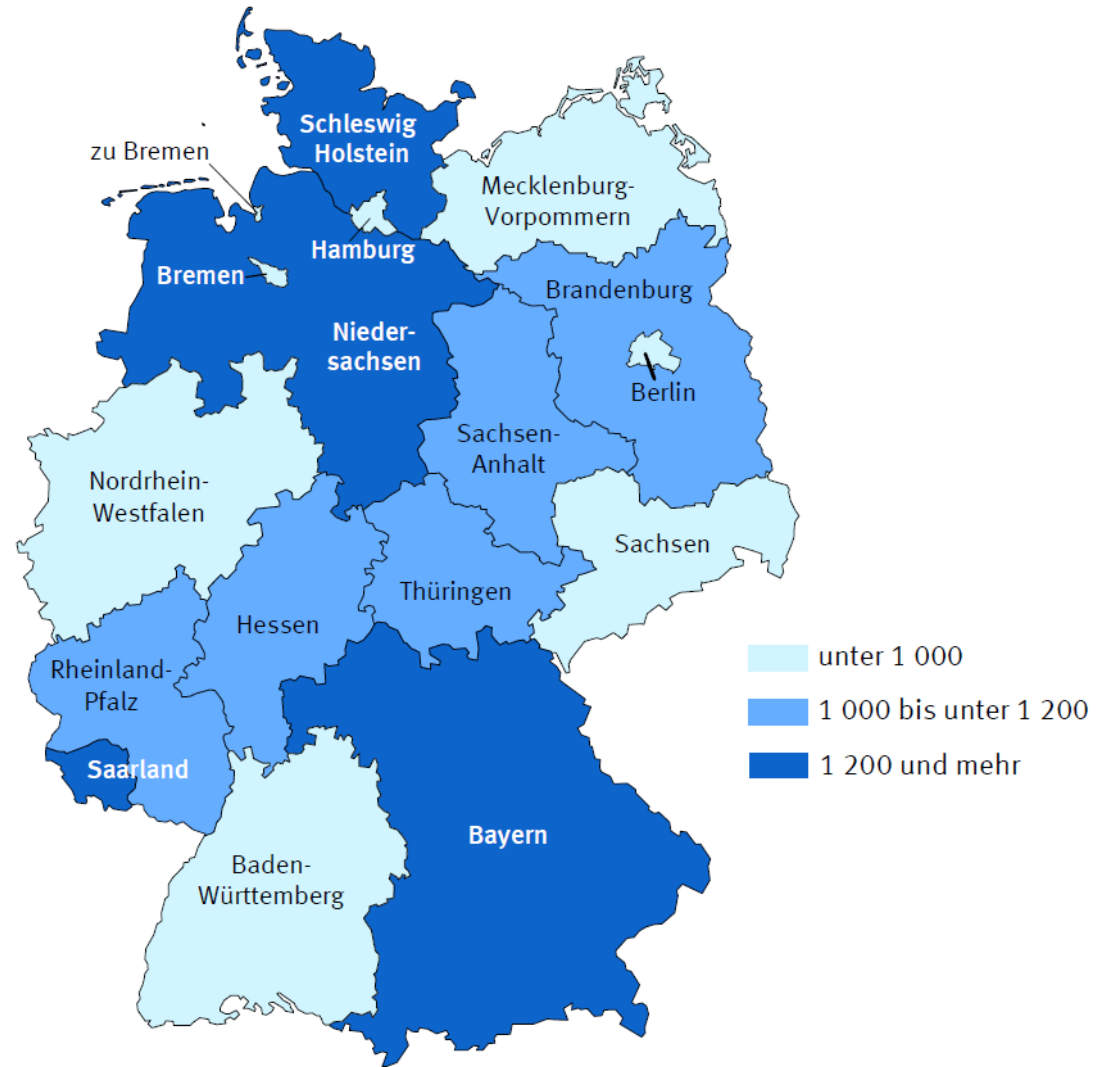 Schleswig
Holstein
zu Bremen
Mecklenburg-
Vorpommern
Hamburg
Bremen
Brandenburg
Nieder-
sachsen
Berlin
Sachsen-
Anhalt
Nordrhein-
Westfalen
Sachsen
Thüringen
Hessen
Rheinland-
Pfalz
Saarland
Bayern
Baden-
Württemberg
unter 1 000
1 000 bis unter 1 200
1 200 und mehr